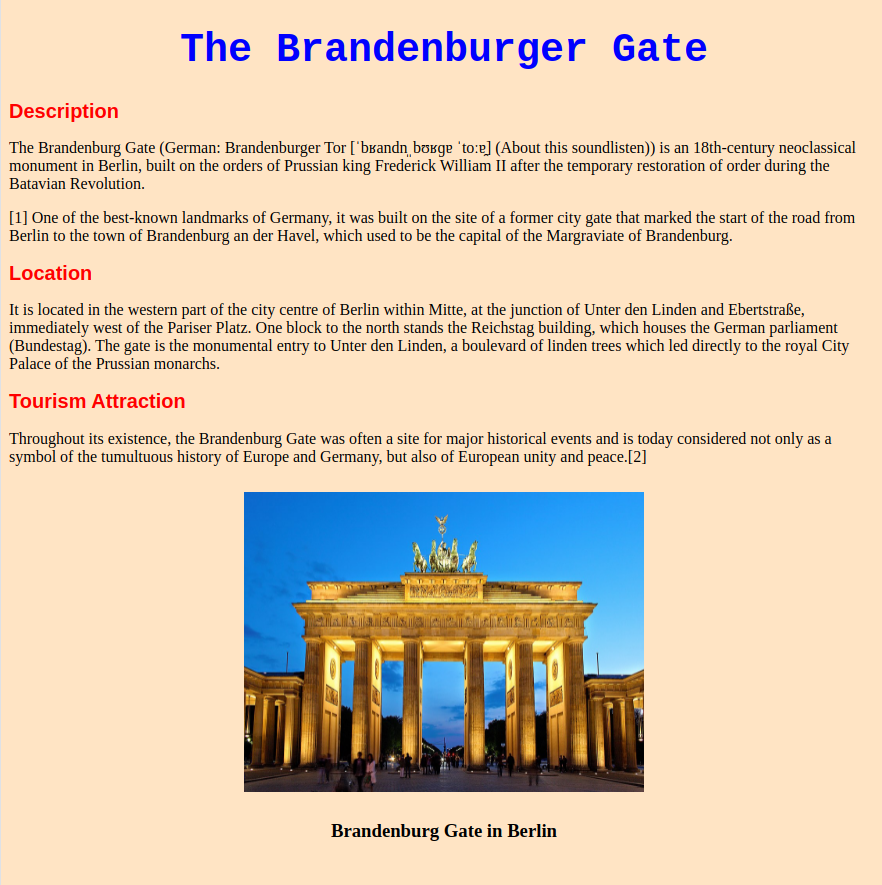 The Brandenburger Gate
Description
The Brandenburg Gate (German: Brandenburger Tor [ˈbʁandn̩ˌbʊʁɡɐ ˈtoːɐ̯] (About this soundlisten)) is an 18th-century neoclassical
monument in Berlin, built on the orders of Prussian king Frederick William II after the temporary restoration of order during the
Batavian Revolution.
[1] One of the best-known landmarks of Germany, it was built on the site of a former city gate that marked the start of the road from
Berlin to the town of Brandenburg an der Havel, which used to be the capital of the Margraviate of Brandenburg.
Location
It is located in the western part of the city centre of Berlin within Mitte, at the junction of Unter den Linden and Ebertstraße,
immediately west of the Pariser Platz. One block to the north stands the Reichstag building, which houses the German parliament
(Bundestag). The gate is the monumental entry to Unter den Linden, a boulevard of linden trees which led directly to the royal City
Palace of the Prussian monarchs.
Tourism Attraction
Throughout its existence, the Brandenburg Gate was often a site for major historical events and is today considered not only as a
symbol of the tumultuous history of Europe and Germany, but also of European unity and peace.[2]
Brandenburg Gate in Berlin